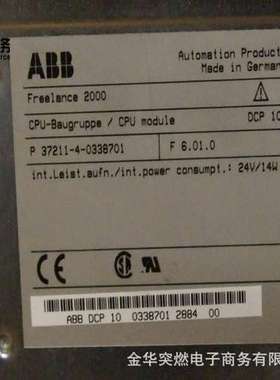 务
ABB
Automation Product
Made in German
Freelance 2000
CPU-Baugruppe / CPU module
DCP 10
P 37211-4-0338701
F 6.01.0
int.Leist.aufn./int.power consumpt.: 24V/14W
CE
ABB DCP 10 0338701 2884 00
金华突燃电子商务有限公